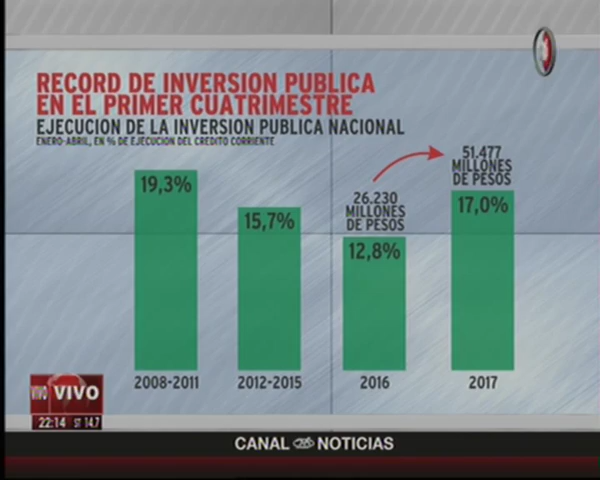 RECORD DE INVERSION PUBLICA
EN EL PRIMER CUATRIMESTRE
EJECUCION DE LA INVERSION PUBLICA NACIONAL
ENERO-ABRIL, EN % DE EJECUCION DEL CREDITO CORRIENTE
19,3%
15,7%
26.230
MILLONES
DE PESOS
12,8%
51.477
MILLONES
DE PESOS
17,0%
2008-2011
2012-2015
2016
2017
VIVO VIVO
22:14 ST 14.7
CANAL NOTICIAS